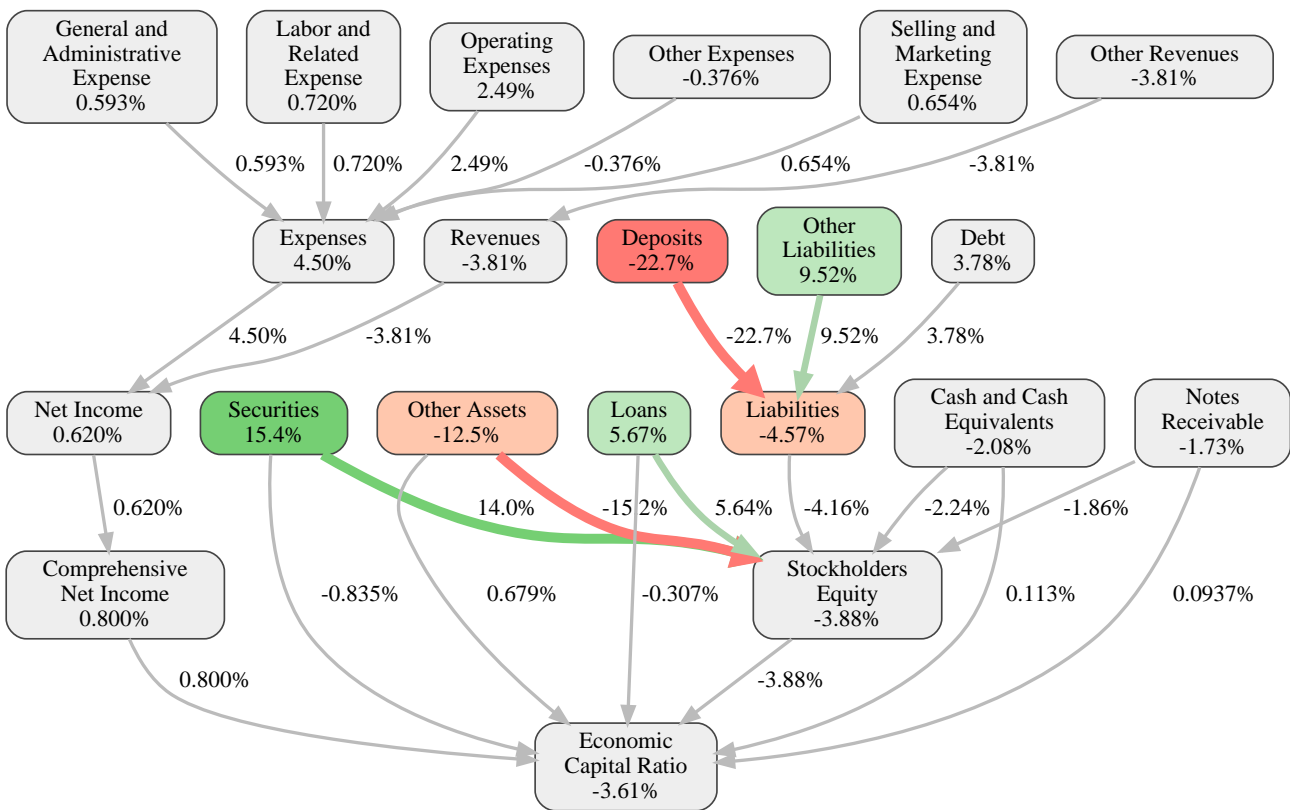 General and
Administrative
Expense
0.593%
Labor and
Related
Expense
0.720%
Operating
Expenses
2.49%
Other Expenses
-0.376%
Selling and
Marketing
Expense
0.654%
Other Revenues
-3.81%
0.593%
0.720%
2.49%
-0.376%
0.654%
-3.81%
Expenses
4.50%
Revenues
-3.81%
Deposits
-22.7%
Other
Liabilities
9.52%
Debt
3.78%
4.50%
-3.81%
-22.7%
9.52%
3.78%
Net Income
0.620%
Securities
15.4%
Other Assets
-12.5%
Loans
5.67%
Liabilities
-4.57%
Cash and Cash
Equivalents
-2.08%
Notes
Receivable
-1.73%
0.620%
14.0%
-15.2%
5.64%
-4.16%
-2.24%
-1.86%
Comprehensive
Net Income
0.800%
-0.835%
0.679%
-0.307%
Stockholders
Equity
-3.88%
0.113%
0.0937%
0.800%
-3.88%
Economic
Capital Ratio
-3.61%